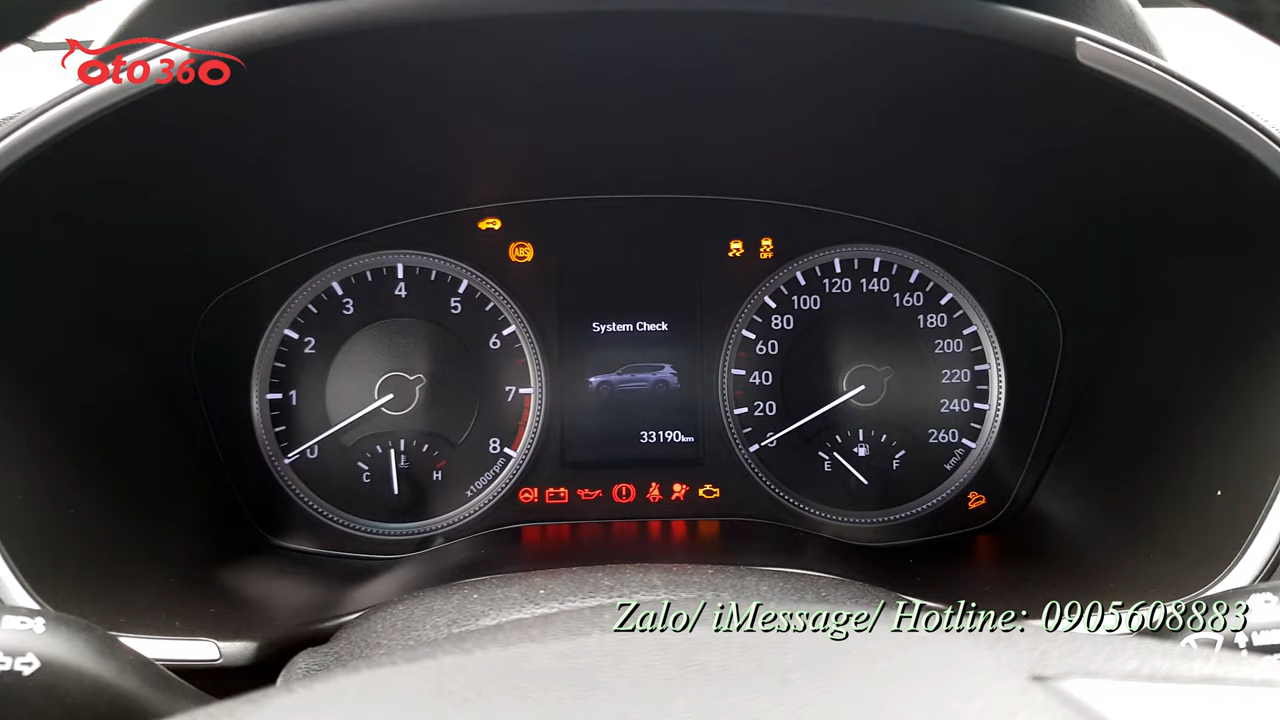 oto360
ABS
OFF
0 1 2 3 4 5 6 7 8
x1000rpm
C H
System Check
33190km
0 20 40 60 80 100 120 140 160 180 200 220 240 260
km/h
E F
Zalo/ iMessage/ Hotline: 0905608883